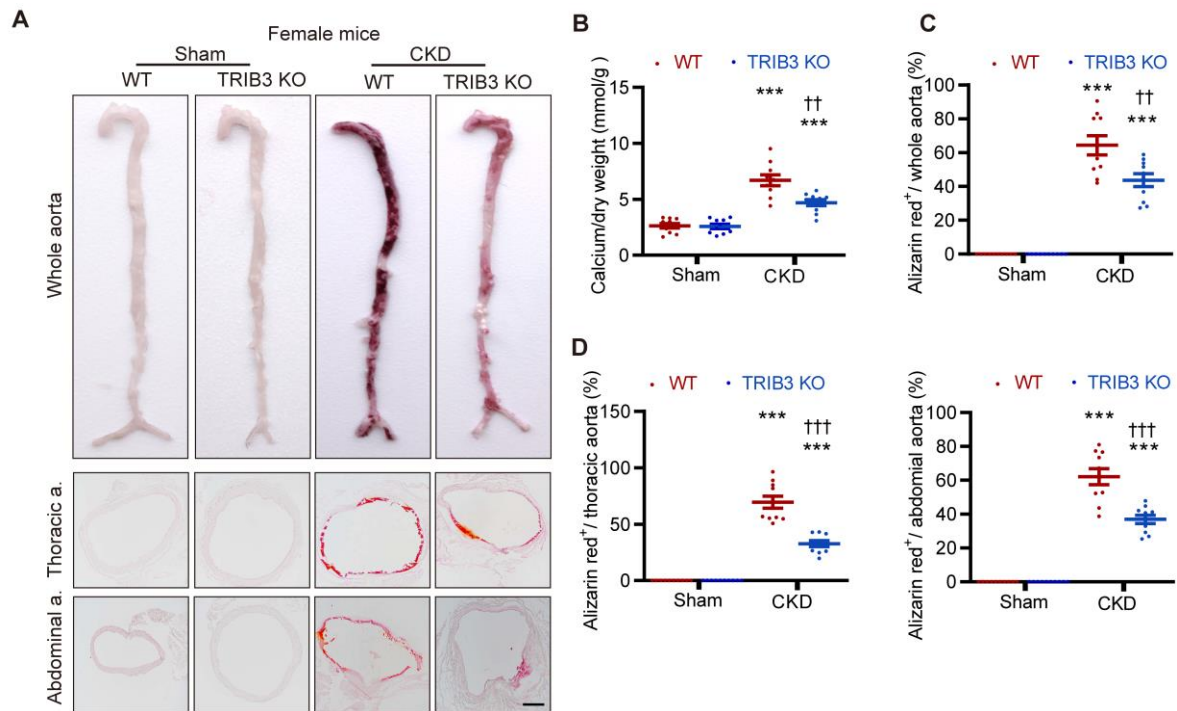 A
Female mice
Sham
CKD
WT
TRIB3 KO
WT
TRIB3 KO
Whole aorta
Thoracic a.
Abdominal a.
B
WT
TRIB3 KO
Calcium/dry weight (mmol/g )
15
10
5
0
***
††
***
Sham
CKD
C
WT
TRIB3 KO
Alizarin red+/ whole aorta (%)
100
80
60
40
20
0
***
††
***
Sham
CKD
D
WT
TRIB3 KO
Alizarin red+/ thoracic aorta (%)
150
100
50
0
***
†††
***
Sham
CKD
WT
TRIB3 KO
Alizarin red+/ abdomial aorta (%)
100
80
60
40
20
0
***
†††
***
Sham
CKD